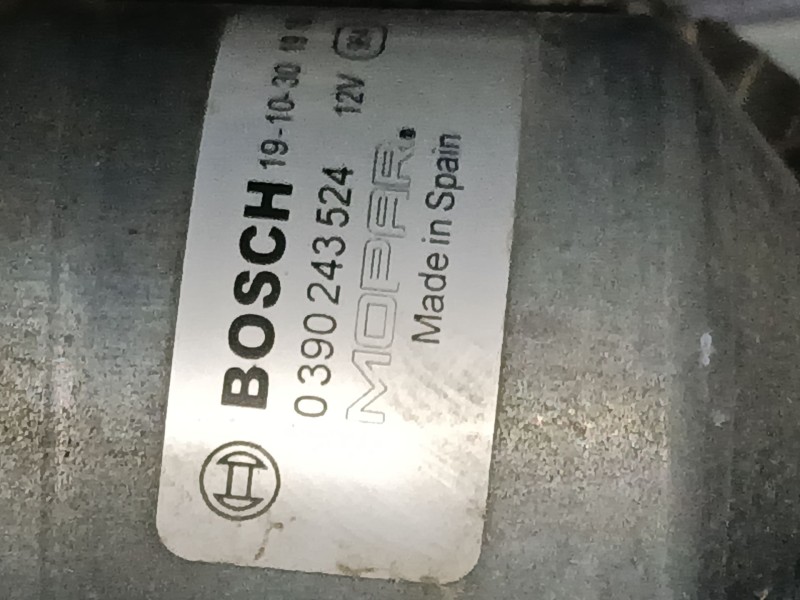 BOSCH 19-10-30
0 390 243 524 12V
MOPAR.
Made in Spain